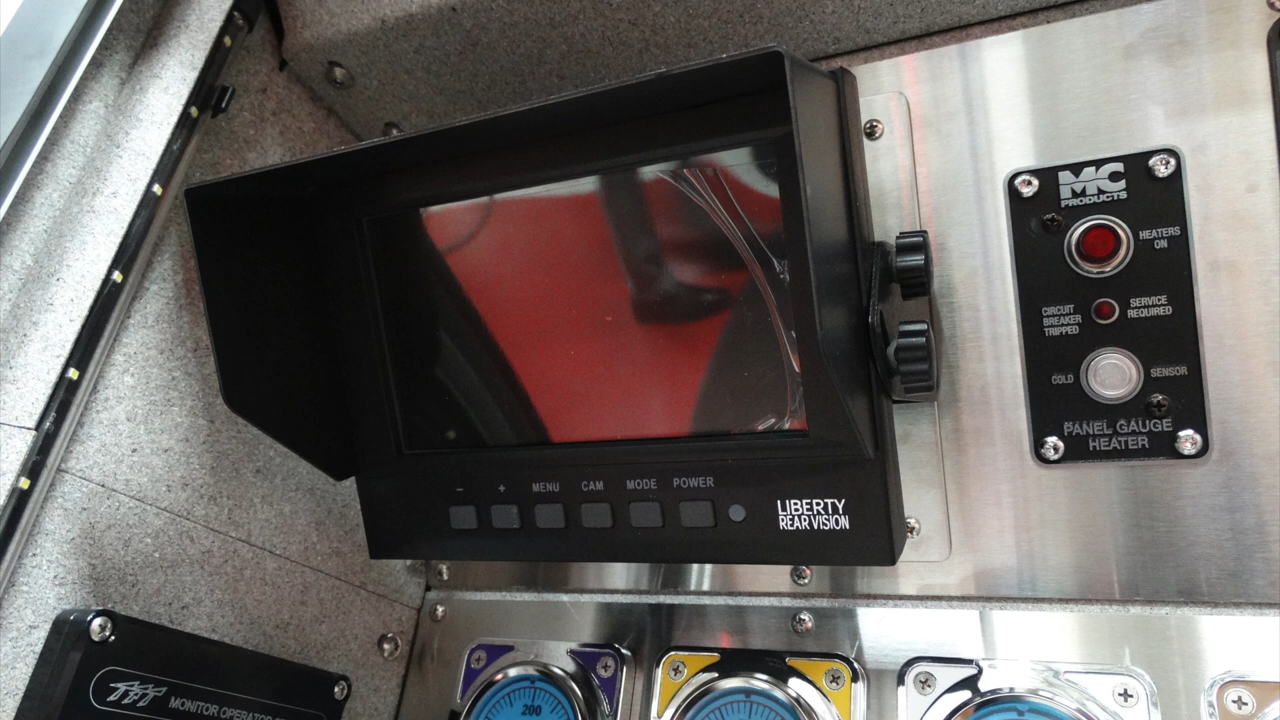 MC
PRODUCTS
HEATERS
ON
CIRCUIT
BREAKER
TRIPPED
SERVICE
REQUIRED
COLD
SENSOR
PANEL GAUGE
HEATER
−
+
MENU
CAM
MODE
POWER
LIBERTY
REAR VISION
MONITOR OPERATOR
200